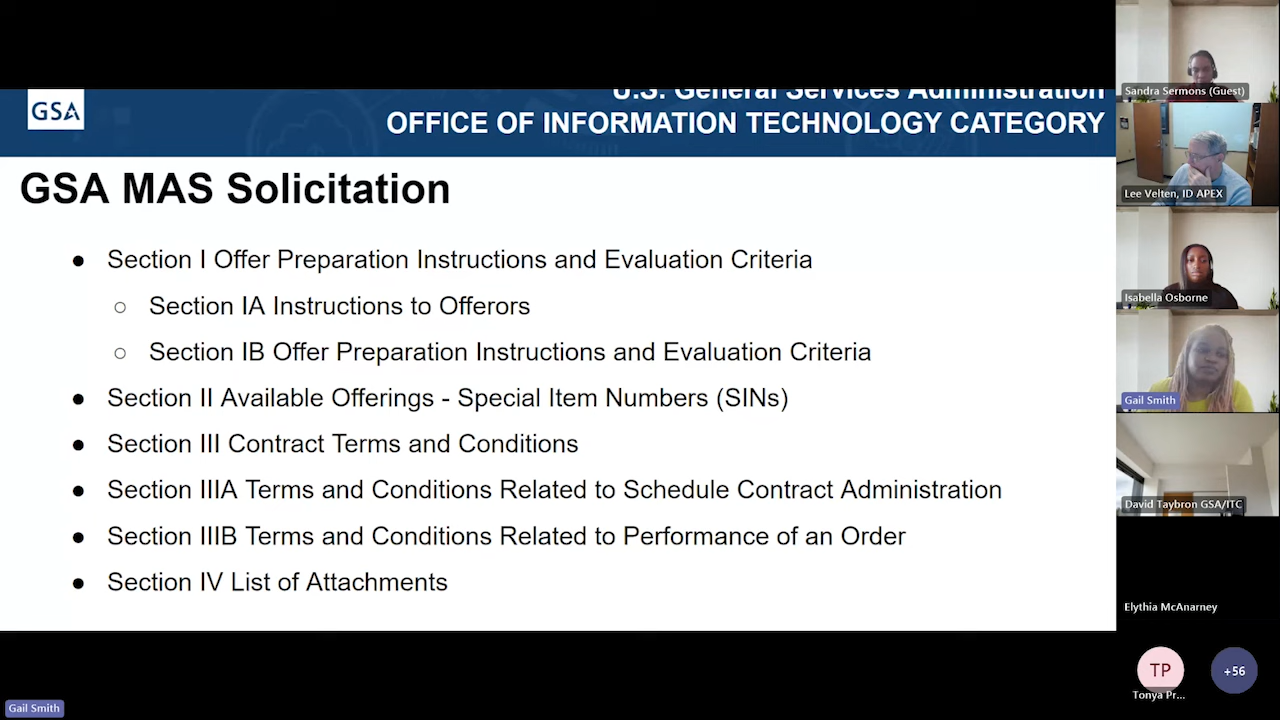 GSA
U.S. General Services Administration
OFFICE OF INFORMATION TECHNOLOGY CATEGORY
GSA MAS Solicitation
● Section I Offer Preparation Instructions and Evaluation Criteria
○ Section IA Instructions to Offerors
○ Section IB Offer Preparation Instructions and Evaluation Criteria
● Section II Available Offerings - Special Item Numbers (SINs)
● Section III Contract Terms and Conditions
● Section IIIA Terms and Conditions Related to Schedule Contract Administration
● Section IIIB Terms and Conditions Related to Performance of an Order
● Section IV List of Attachments
Gail Smith
Sandra Sermons (Guest)
Lee Velten, ID APEX
Isabella Osborne
Gail Smith
David Taybron GSA/ITC
Elythia McAnarney
TP
Tonya Pr...
+56